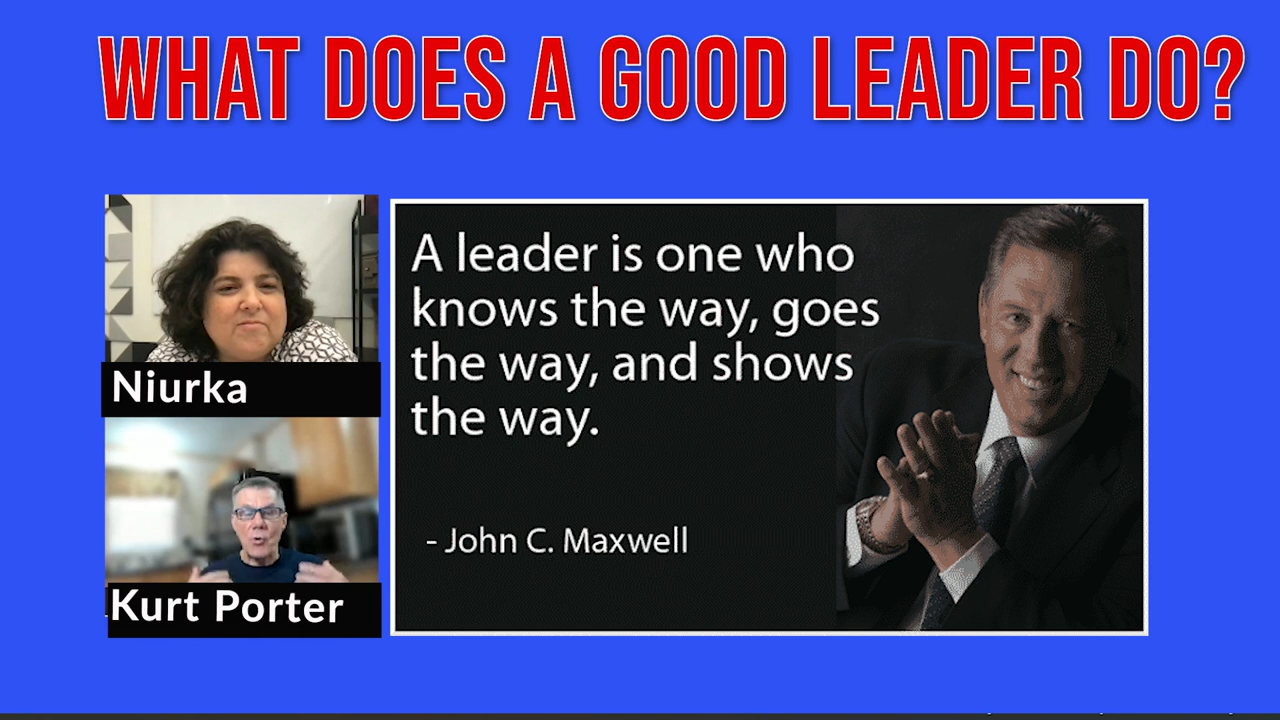 WHAT DOES A GOOD LEADER DO?
Niurka
Kurt Porter
A leader is one who
knows the way, goes
the way, and shows
the way.
- John C. Maxwell